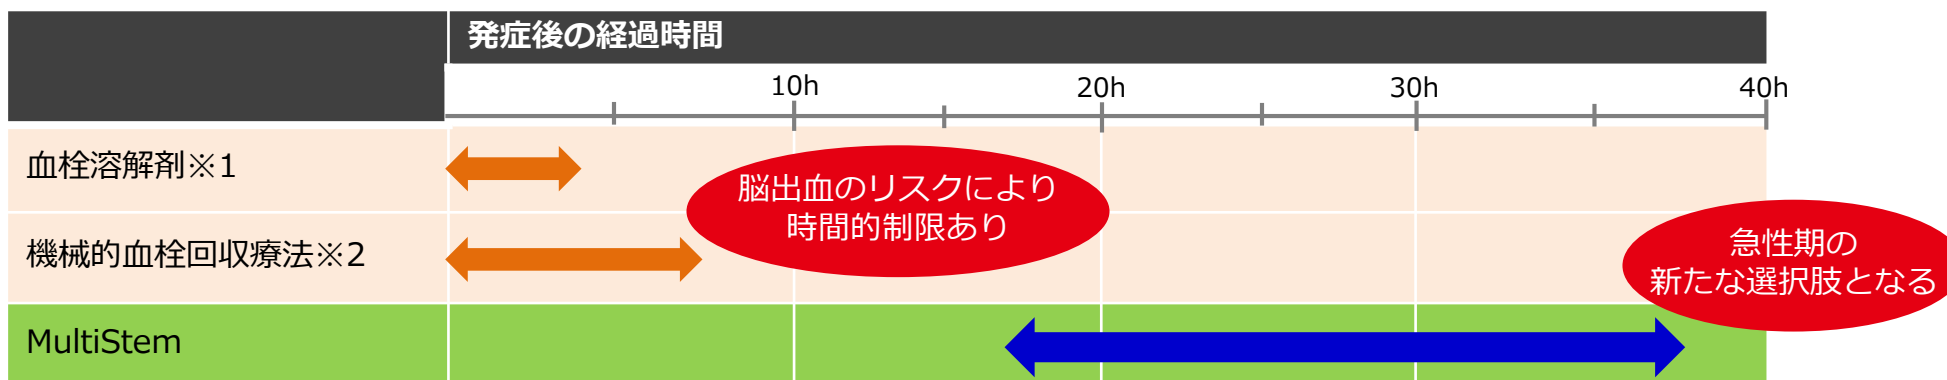 発症後の経過時間
10h
20h
30h
40h
血栓溶解剤※1
脳出血のリスクにより
時間的制限あり
機械的血栓回収療法※2
急性期の
新たな選択肢となる
MultiStem